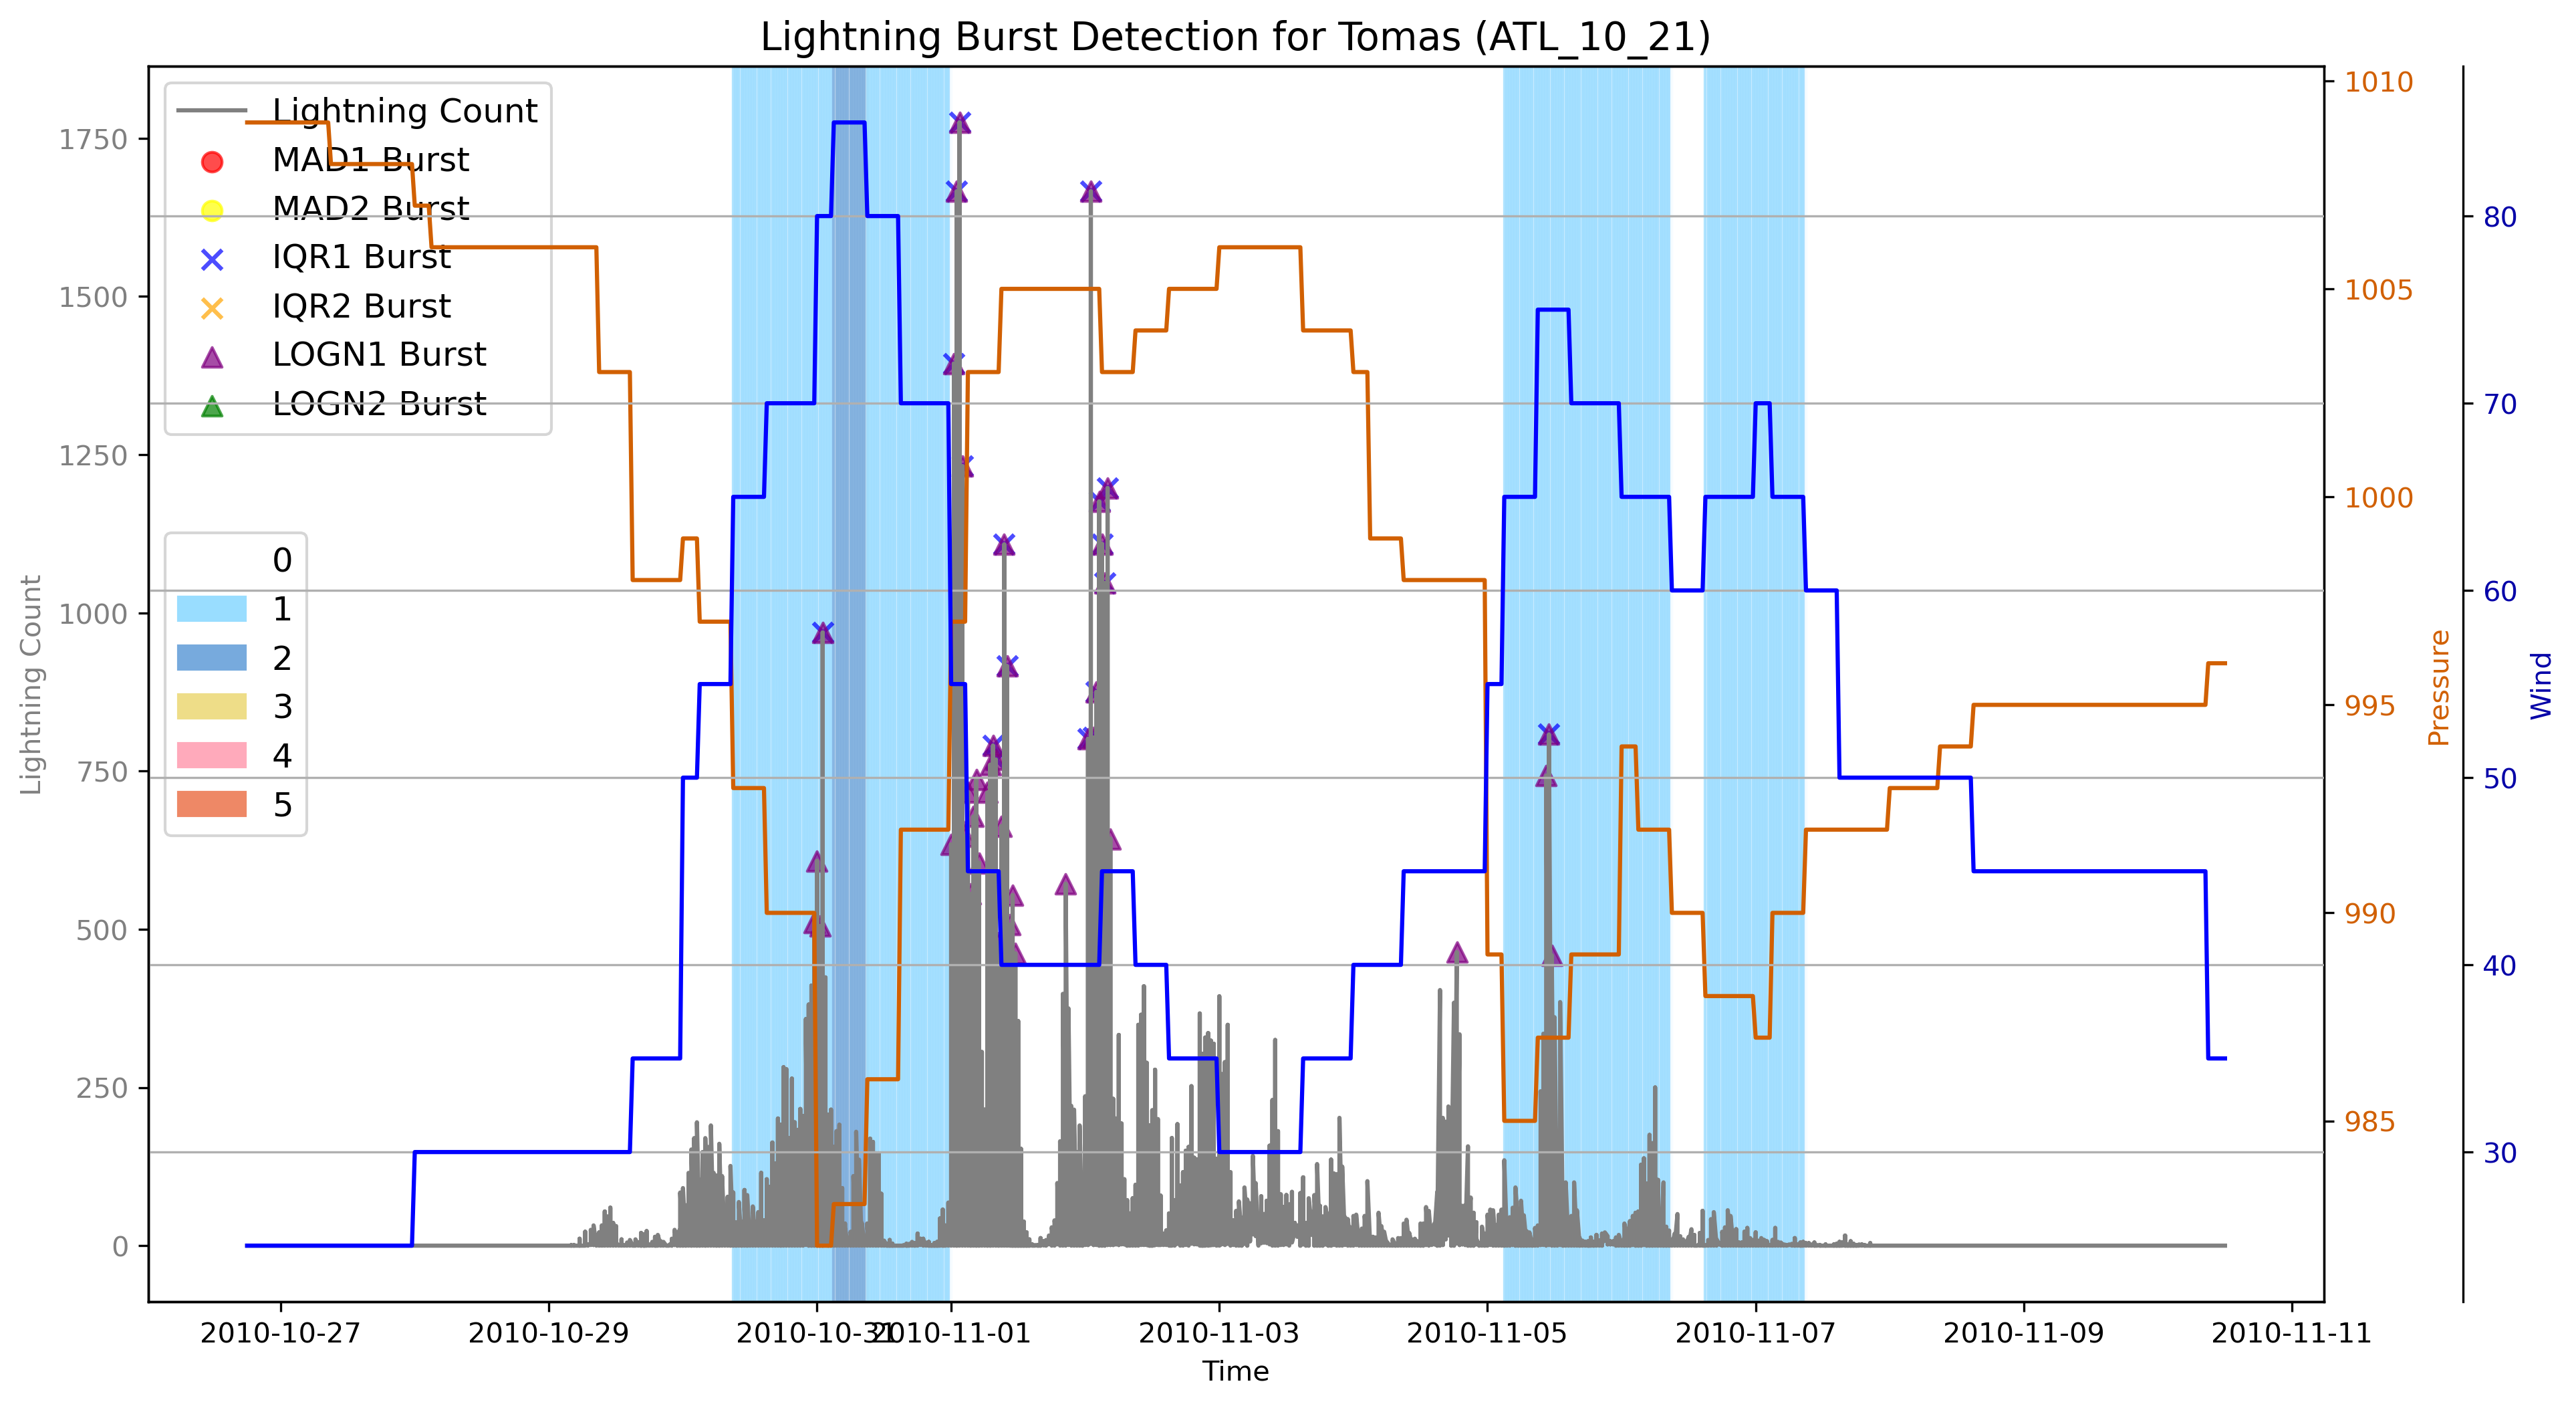 Lightning Burst Detection for Tomas (ATL_10_21)
Lightning Count
MAD1 Burst
MAD2 Burst
IQR1 Burst
IQR2 Burst
LOGN1 Burst
LOGN2 Burst
0
1
2
3
4
5
Lightning Count
1750
1500
1250
1000
750
500
250
0
1010
1005
1000
995
990
985
Pressure
80
70
60
50
40
30
Wind
2010-10-27
2010-10-29
2010-10-31
2010-11-01
2010-11-03
2010-11-05
2010-11-07
2010-11-09
2010-11-11
Time